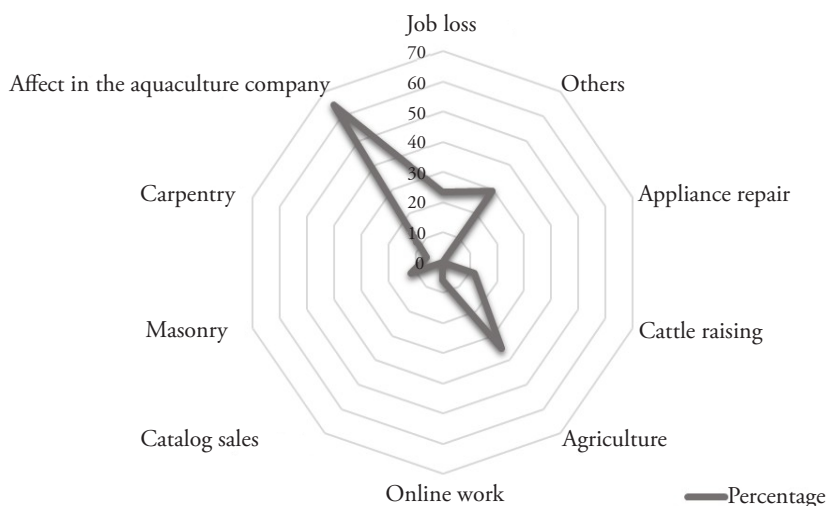 Job loss
70
60
50
40
30
20
10
0
Others
Appliance repair
Cattle raising
Agriculture
Online work
Catalog sales
Masonry
Carpentry
Affect in the aquaculture company
Percentage